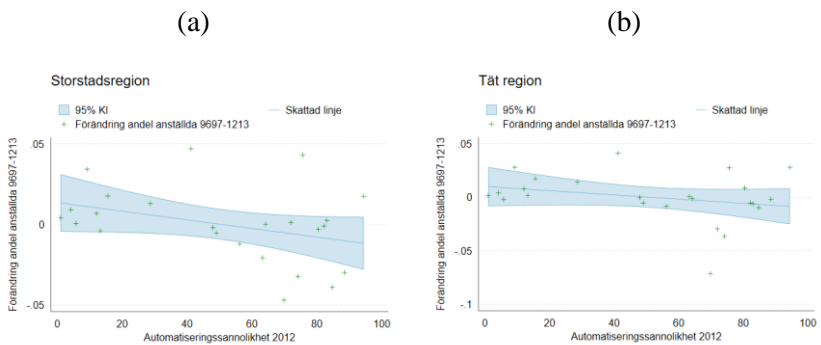 (a)
Storstadsregion
95% KI
Skattad linje
Förändring andel anställda 9697-1213
Förändring andel anställda 9697-1213
.05
0
-.05
0 20 40 60 80 100
Automatiseringssannolikhet 2012
(b)
Tät region
95% KI
Skattad linje
Förändring andel anställda 9697-1213
Förändring andel anställda 9697-1213
.05
0
-.05
-.1
0 20 40 60 80 100
Automatiseringssannolikhet 2012